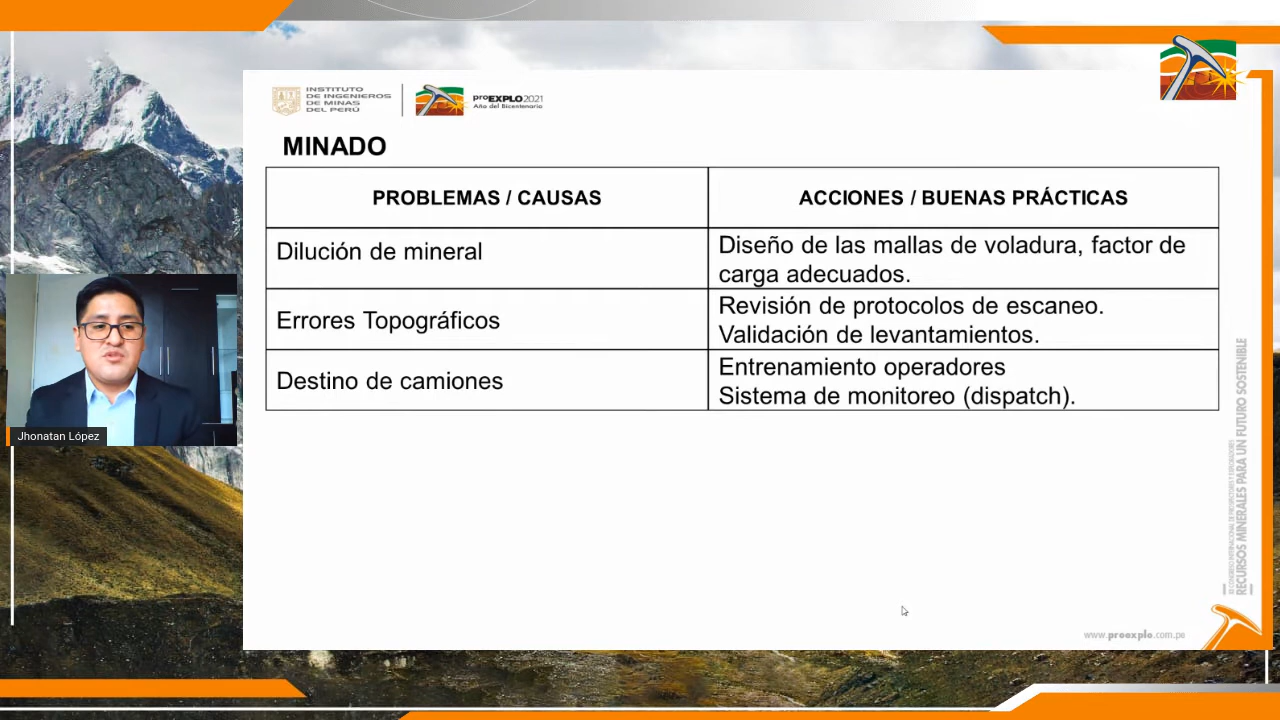 INSTITUTO
DE INGENIEROS
DE MINAS
DEL PERÚ
proEXPLO2021
Año del Bicentenario
MINADO
PROBLEMAS / CAUSAS
ACCIONES / BUENAS PRÁCTICAS
Dilución de mineral
Diseño de las mallas de voladura, factor de
carga adecuados.
Errores Topográficos
Revisión de protocolos de escaneo.
Validación de levantamientos.
Destino de camiones
Entrenamiento operadores
Sistema de monitoreo (dispatch).
Jhonatan López
RECURSOS MINERALES PARA UN FUTURO SOSTENIBLE
www.proexplo.com.pe